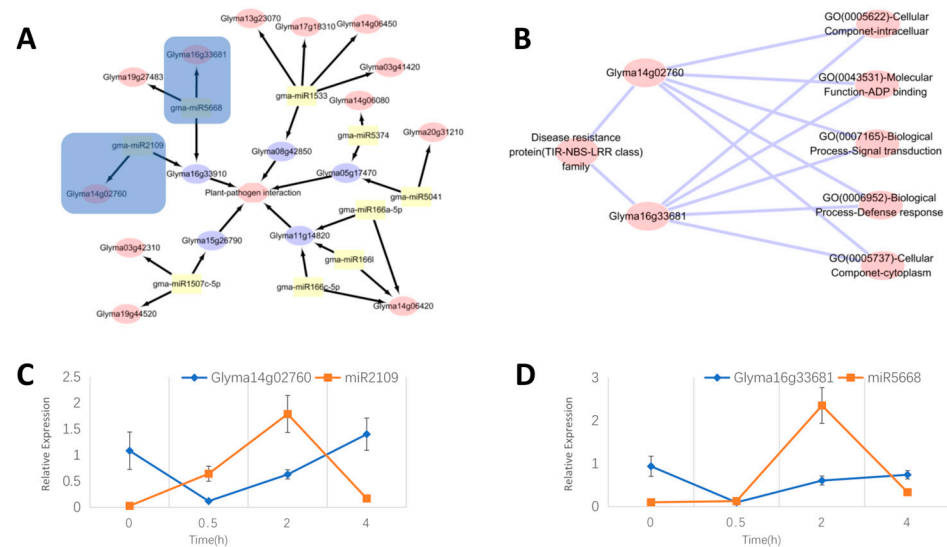 A
Glyma13g23070
Glyma17g18310
Glyma14g06450
Glyma16g33681
Glyma03g41420
Glyma19g27483
gma-miR1533
gma-miR5668
Glyma14g06080
gma-miR2109
gma-miR5374
Glyma20g31210
Glyma08g42850
Glyma16g33910
Glyma05g17470
Glyma14g02760
Plant-pathogen interaction
gma-miR5041
gma-miR166a-5p
Glyma15g26790
Glyma11g14820
Glyma03g42310
gma-miR166l
gma-miR1507c-5p
gma-miR166c-5p
Glyma14g06420
Glyma19g44520
B
GO(0005622)-Cellular
Componet-intracelluar
Glyma14g02760
GO(0043531)-Molecular
Function-ADP binding
Disease resistance
protein(TIR-NBS-LRR class)
family
GO(0007165)-Biological
Process-Signal transduction
Glyma16g33681
GO(0006952)-Biological
Process-Defense response
GO(0005737)-Cellular
Componet-cytoplasm
C
Glyma14g02760
miR2109
Relative Expression
2.5
2
1.5
1
0.5
0
0 0.5 2 4
Time(h)
D
Glyma16g33681
miR5668
Relative Expression
3
2
1
0
0 0.5 2 4
Time(h)